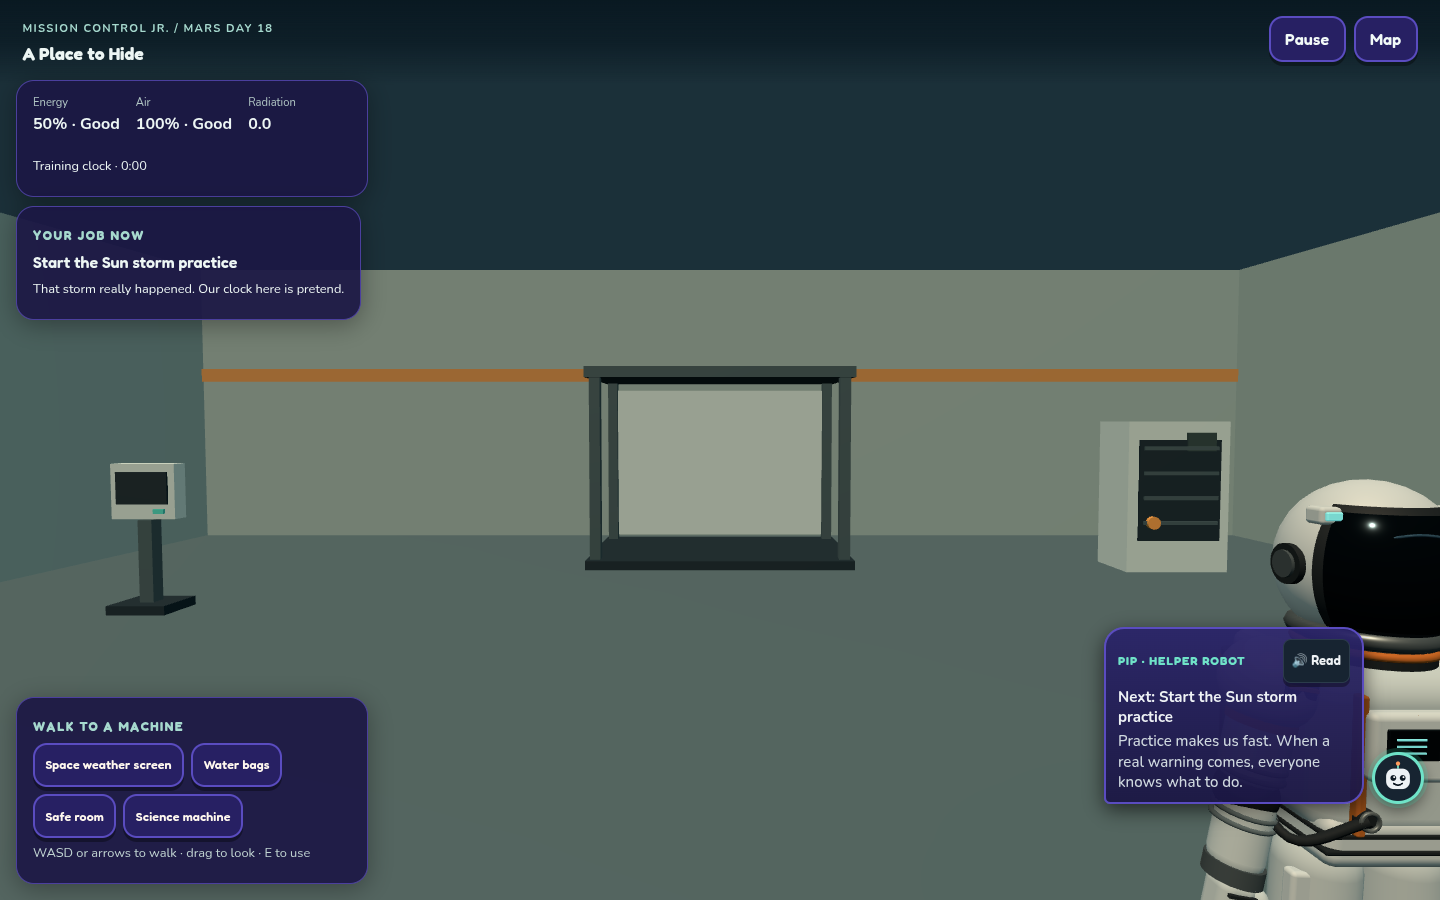 MISSION CONTROL JR. / MARS DAY 18
A Place to Hide
Pause
Map
Energy
Air
Radiation
50% · Good
100% · Good
0.0
Training clock · 0:00
YOUR JOB NOW
Start the Sun storm practice
That storm really happened. Our clock here is pretend.
PIP · HELPER ROBOT
🔊 Read
Next: Start the Sun storm
practice
Practice makes us fast. When a
real warning comes, everyone
knows what to do.
WALK TO A MACHINE
Space weather screen
Water bags
Safe room
Science machine
WASD or arrows to walk · drag to look · E to use